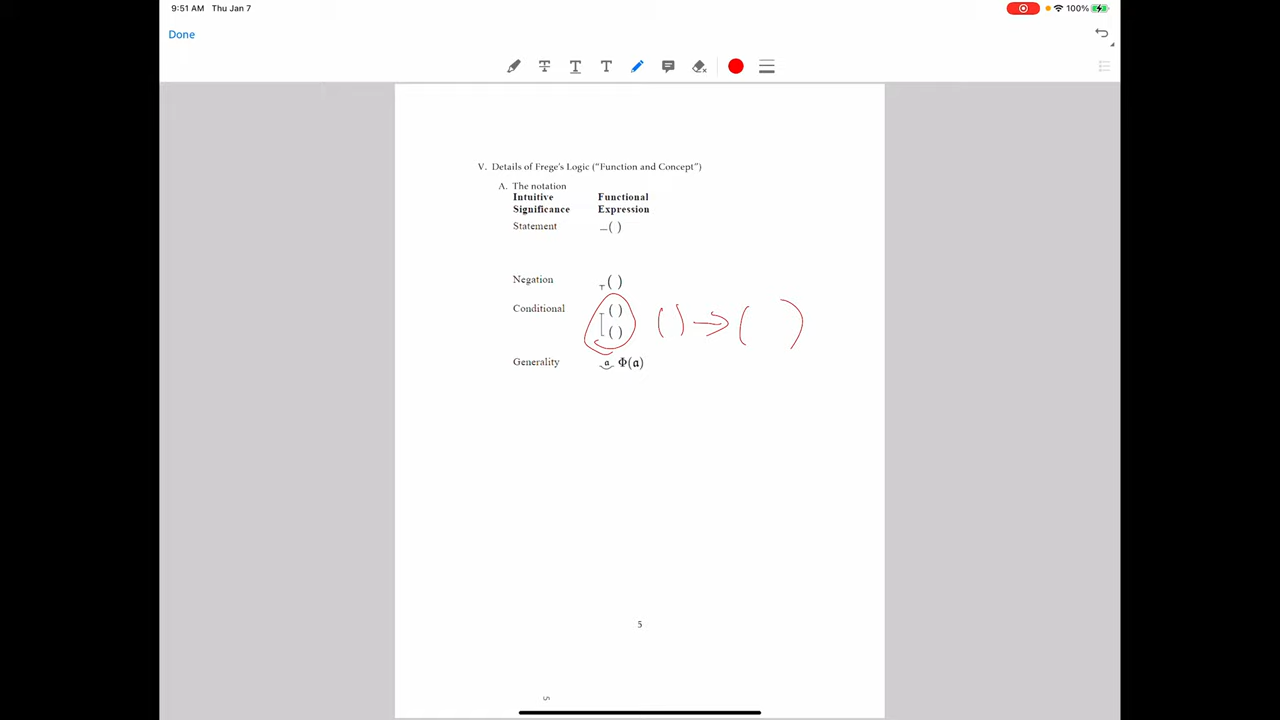 9:51 AM Thu Jan 7
100%
Done
V. Details of Frege's Logic ("Function and Concept")
A. The notation
Intuitive Significance Functional Expression
Statement —( )
Negation ┬( )
Conditional ( )
( )
( ) → ( )
Generality a Φ(a)
5
5